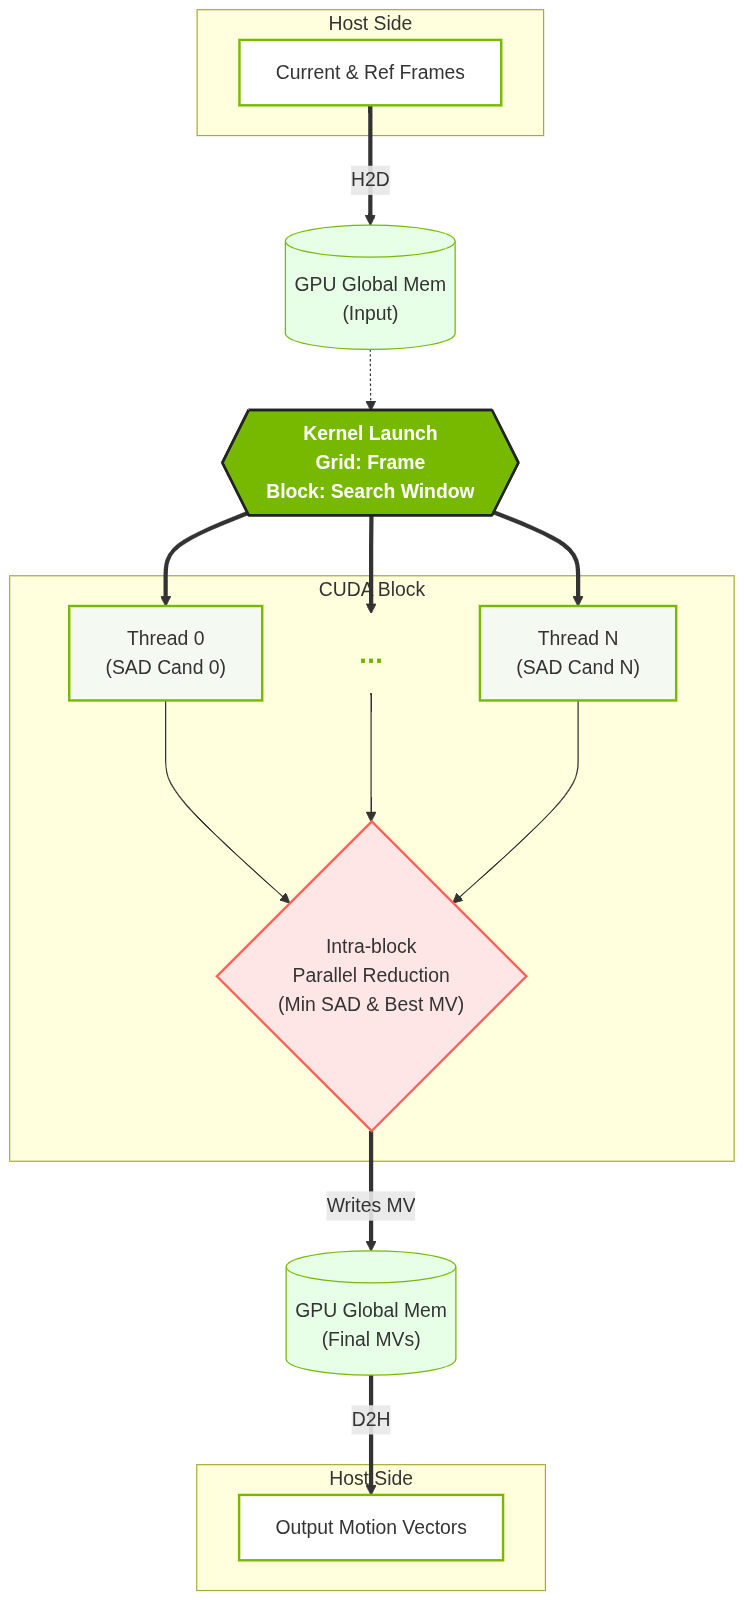 Host Side
Current & Ref Frames
H2D
GPU Global Mem
(Input)
Kernel Launch
Grid: Frame
Block: Search Window
CUDA Block
Thread 0
(SAD Cand 0)
...
Thread N
(SAD Cand N)
Intra-block
Parallel Reduction
(Min SAD & Best MV)
Writes MV
GPU Global Mem
(Final MVs)
D2H
Host Side
Output Motion Vectors